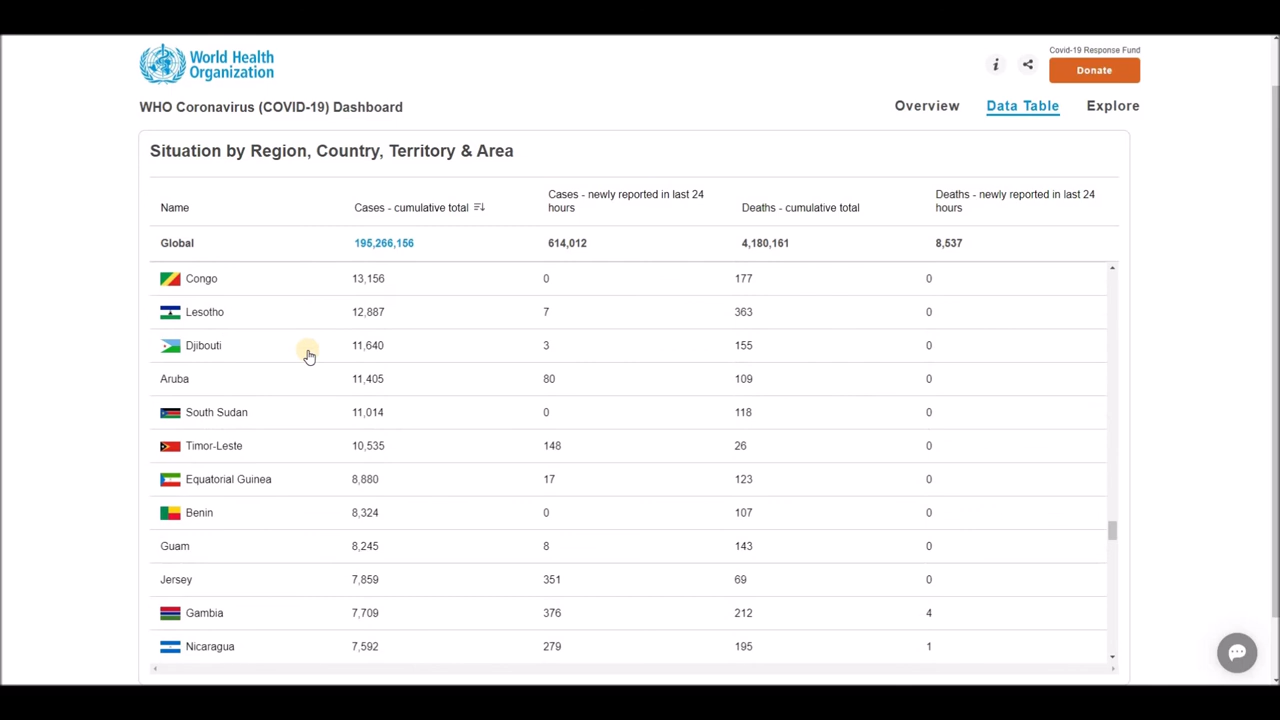 World Health
Organization
Covid-19 Response Fund
Donate
WHO Coronavirus (COVID-19) Dashboard
Overview
Data Table
Explore
Situation by Region, Country, Territory & Area
Name
Cases - cumulative total
Cases - newly reported in last 24
hours
Deaths - cumulative total
Deaths - newly reported in last 24
hours
Global 195,266,156 614,012 4,180,161 8,537
Congo 13,156 0 177 0
Lesotho 12,887 7 363 0
Djibouti 11,640 3 155 0
Aruba 11,405 80 109 0
South Sudan 11,014 0 118 0
Timor-Leste 10,535 148 26 0
Equatorial Guinea 8,880 17 123 0
Benin 8,324 0 107 0
Guam 8,245 8 143 0
Jersey 7,859 351 69 0
Gambia 7,709 376 212 4
Nicaragua 7,592 279 195 1